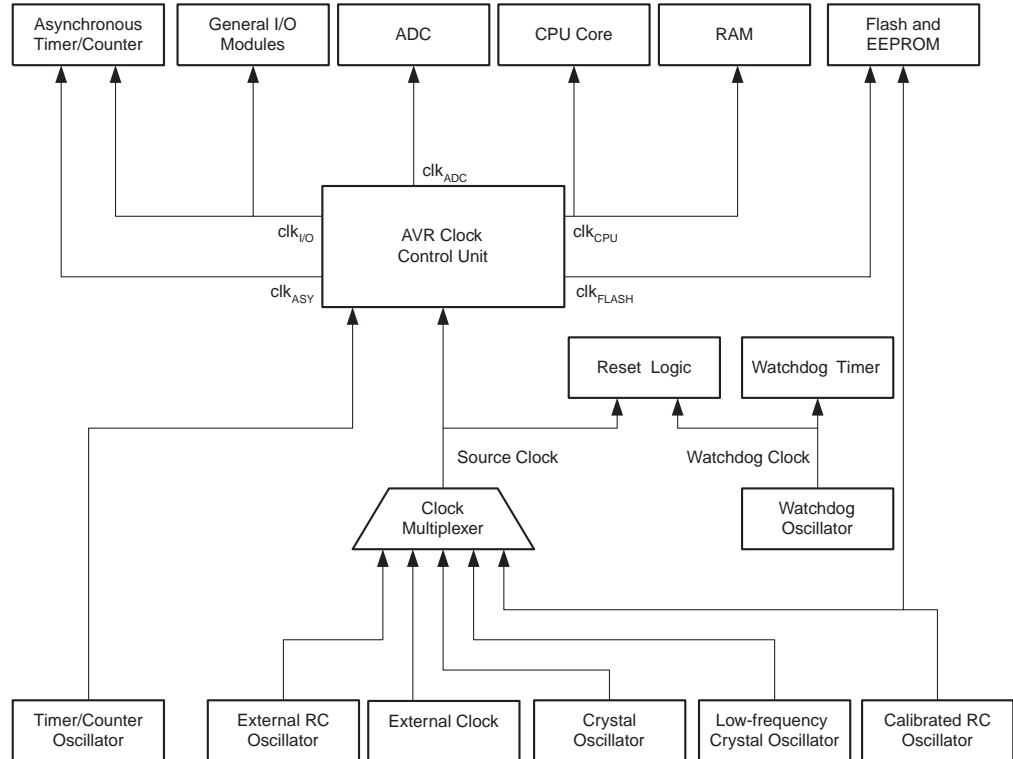 Asynchronous
Timer/Counter
General I/O
Modules
ADC
CPU Core
RAM
Flash and
EEPROM
clkADC
clkI/O
AVR Clock
Control Unit
clkCPU
clkASY
clkFLASH
Reset Logic
Watchdog Timer
Source Clock
Watchdog Clock
Clock
Multiplexer
Watchdog
Oscillator
Timer/Counter
Oscillator
External RC
Oscillator
External Clock
Crystal
Oscillator
Low-frequency
Crystal Oscillator
Calibrated RC
Oscillator